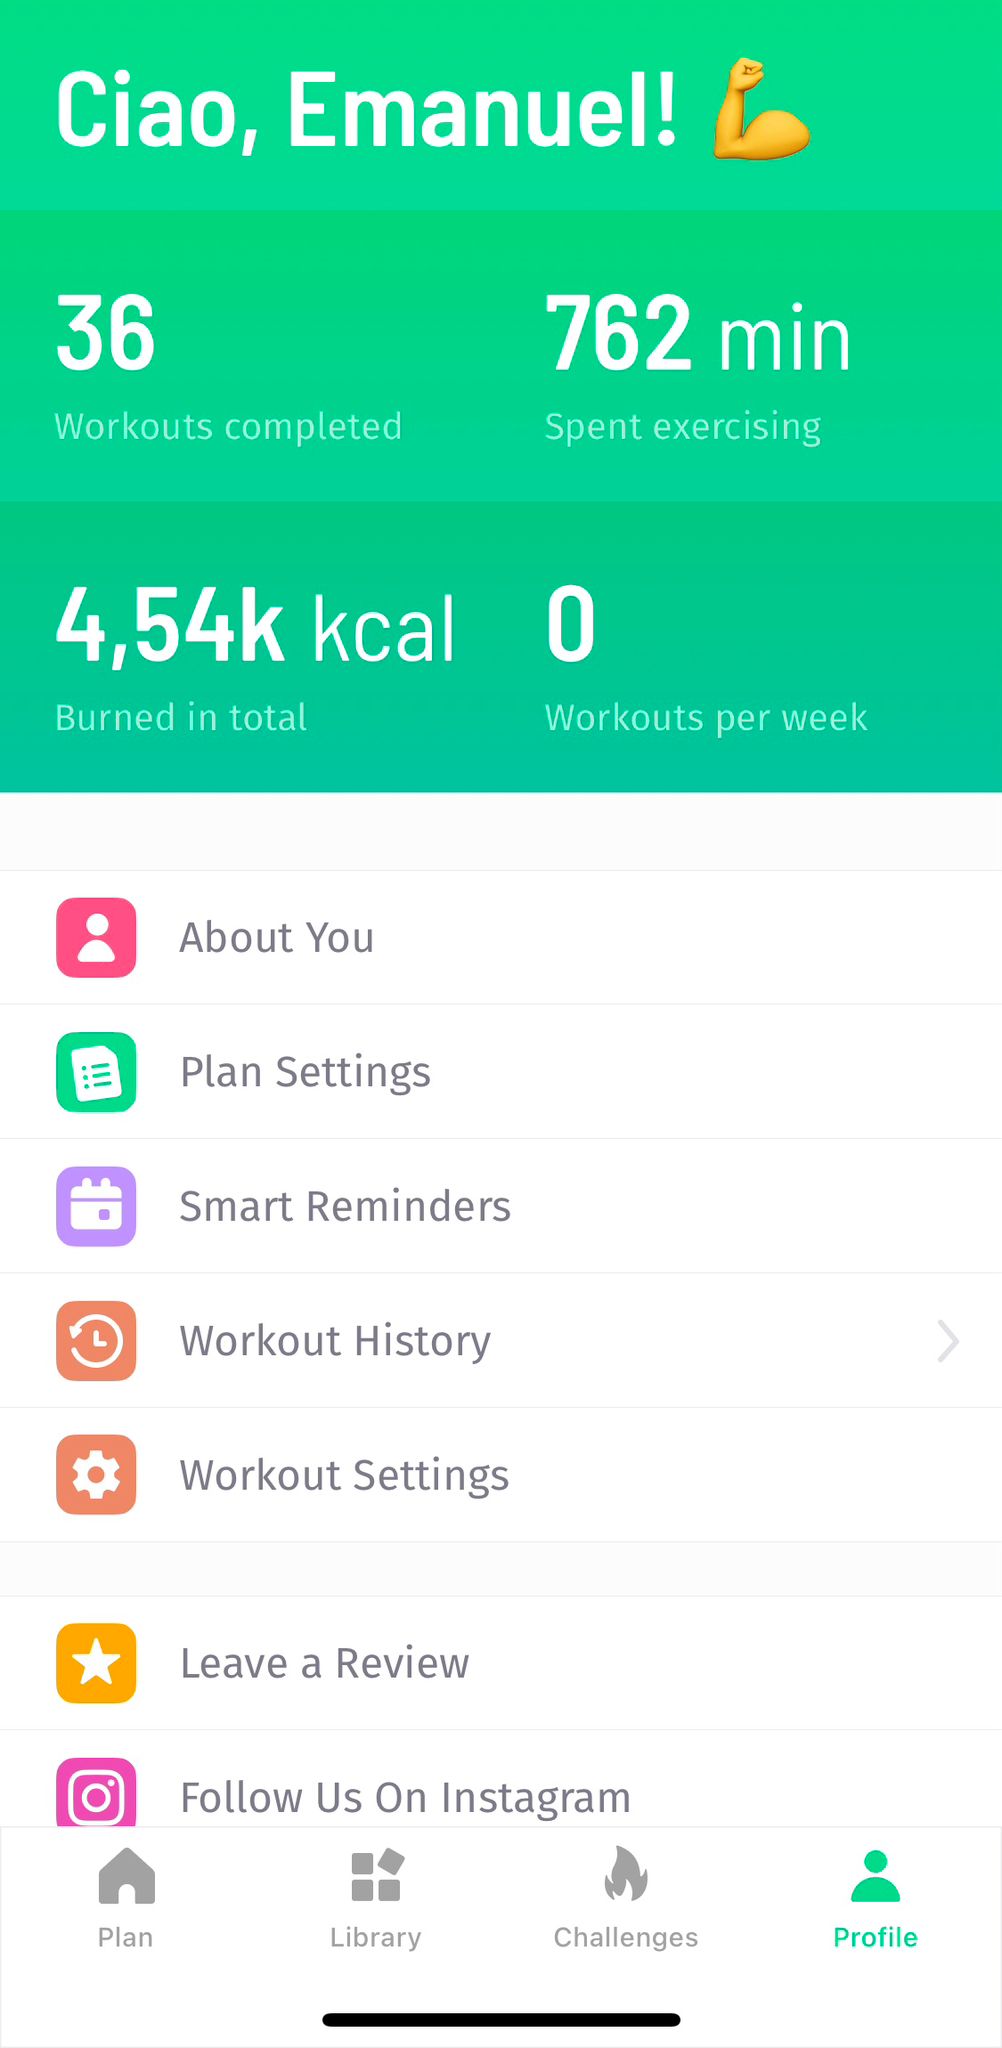 Ciao, Emanuel! 💪
36
Workouts completed
762 min
Spent exercising
4,54k kcal
Burned in total
0
Workouts per week
About You
Plan Settings
Smart Reminders
Workout History
Workout Settings
Leave a Review
Follow Us On Instagram
Plan
Library
Challenges
Profile